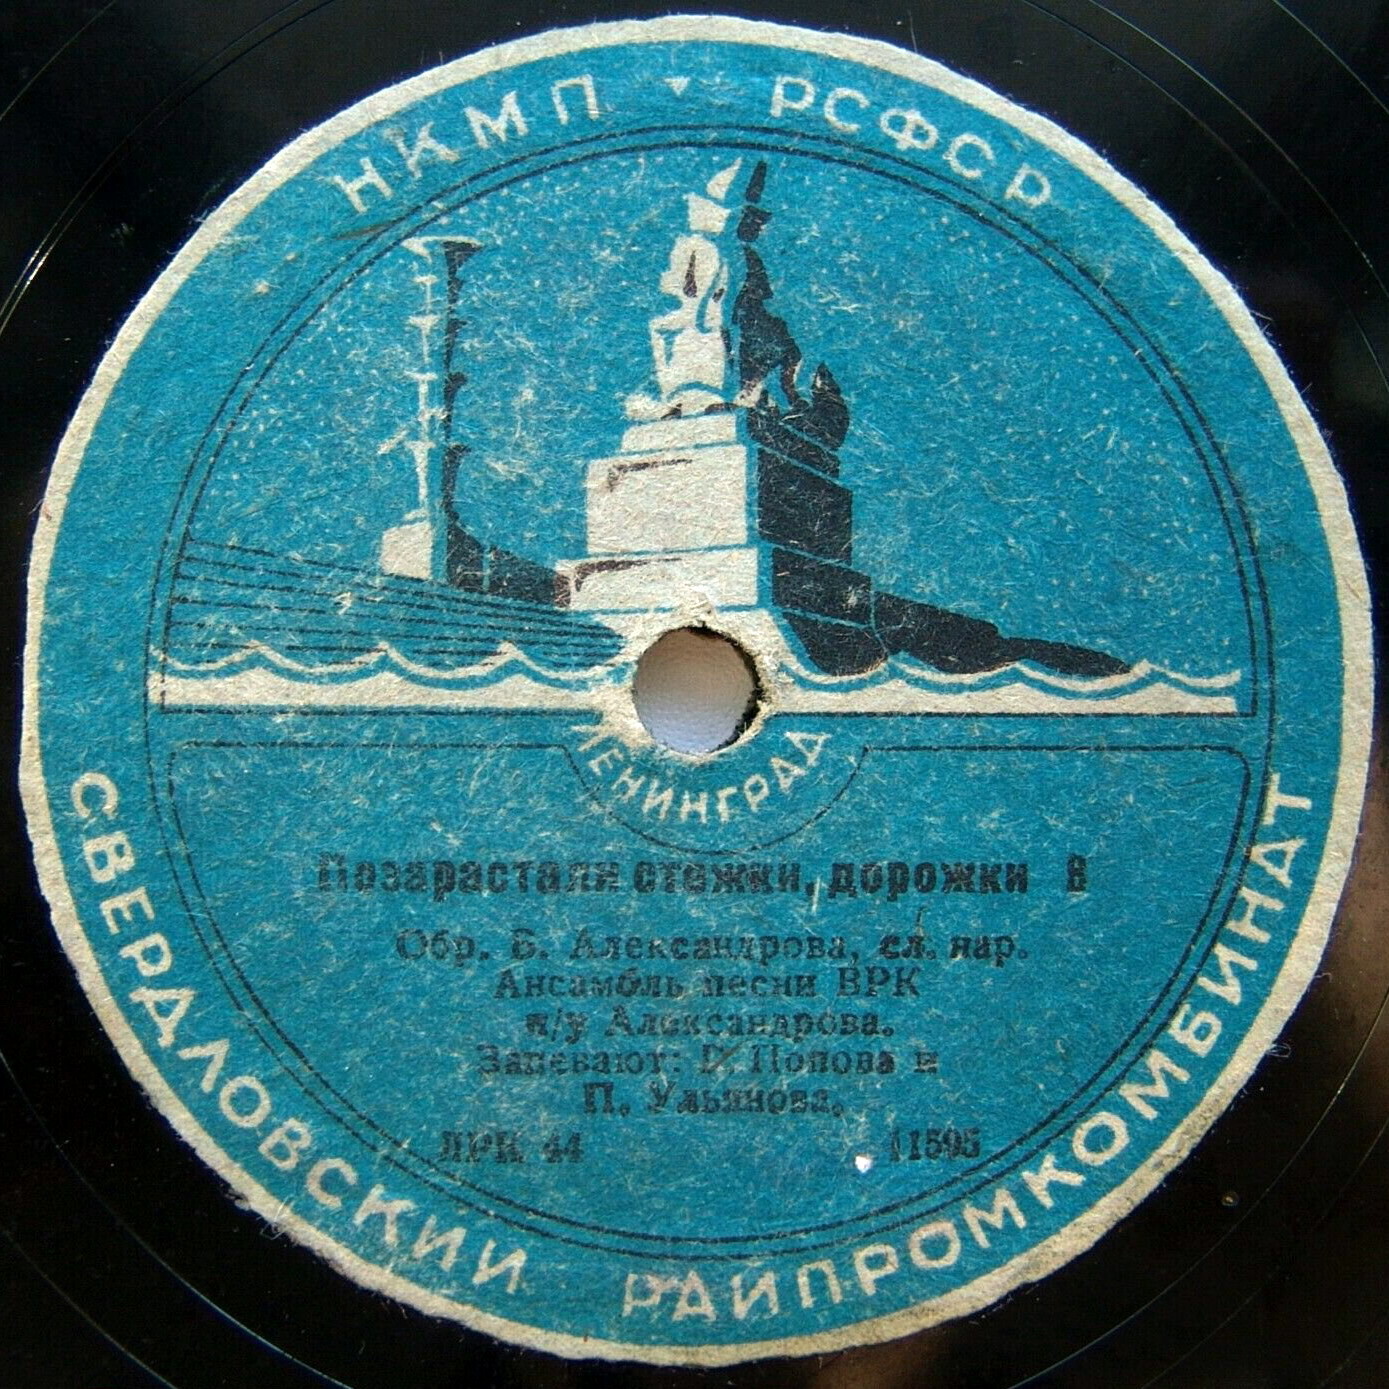 НКМП РСФСР
ЛЕНИНГРАД
Позарастали стежки, дорожки В
Обр. В. Александрова, сл. нар.
Ансамбль песни ВРК
п/у Александрова.
Запевают: В. Попова и
П. Ульянова.
ЛРК 44 11595
СВЕРДЛОВСКИЙ РАЙПРОМКОМБИНАТ